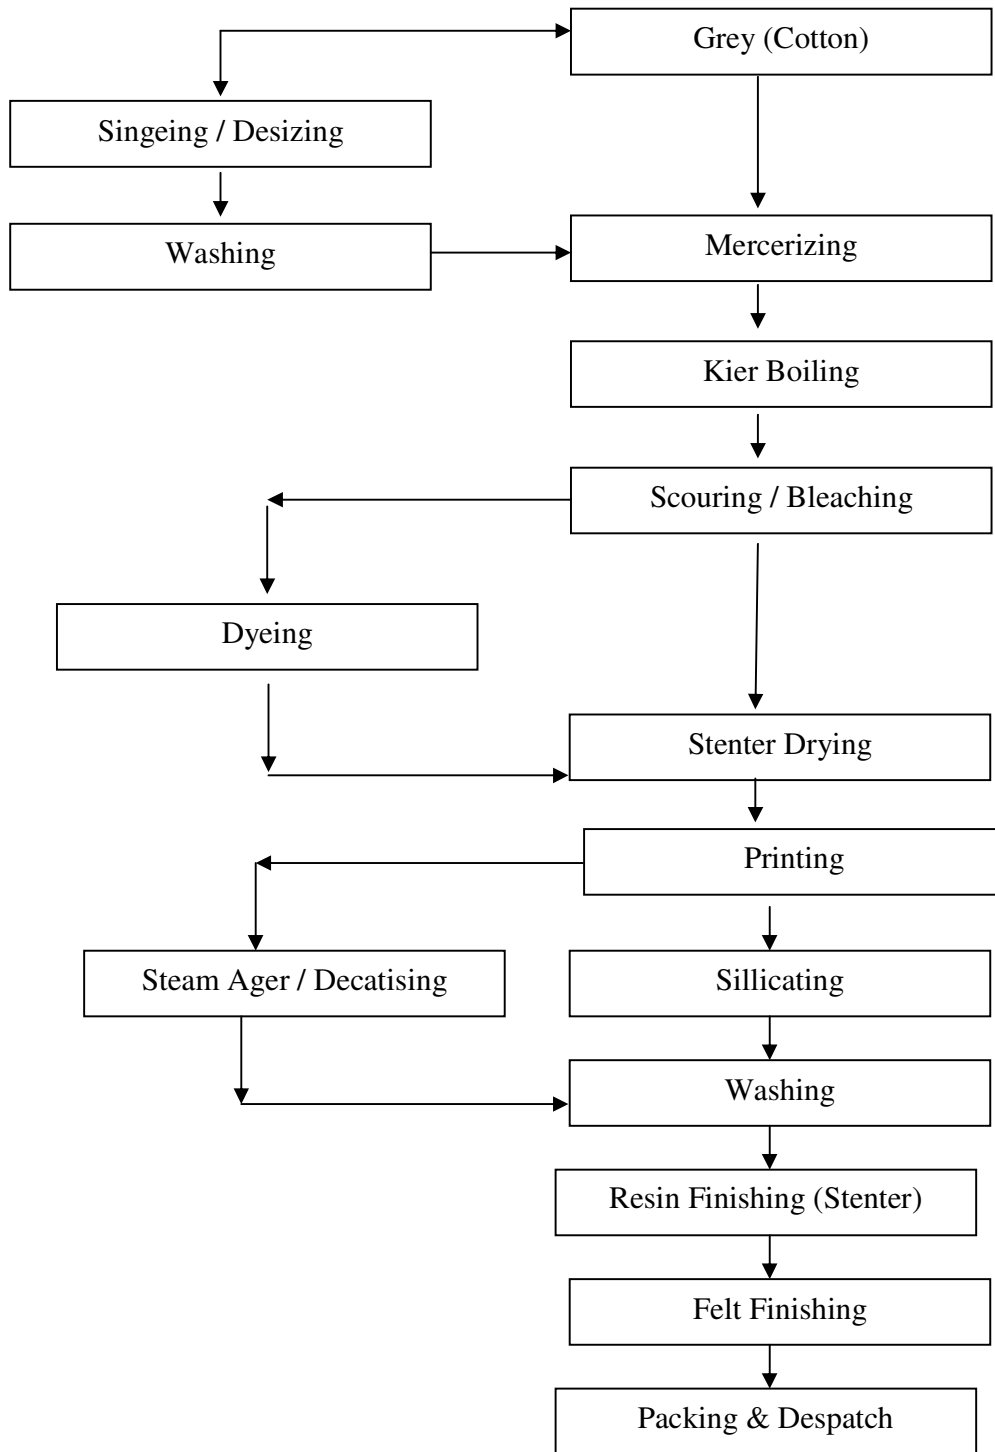 Grey (Cotton)
Singeing / Desizing
Washing
Mercerizing
Kier Boiling
Scouring / Bleaching
Dyeing
Stenter Drying
Printing
Steam Ager / Decatising
Sillicating
Washing
Resin Finishing (Stenter)
Felt Finishing
Packing & Despatch